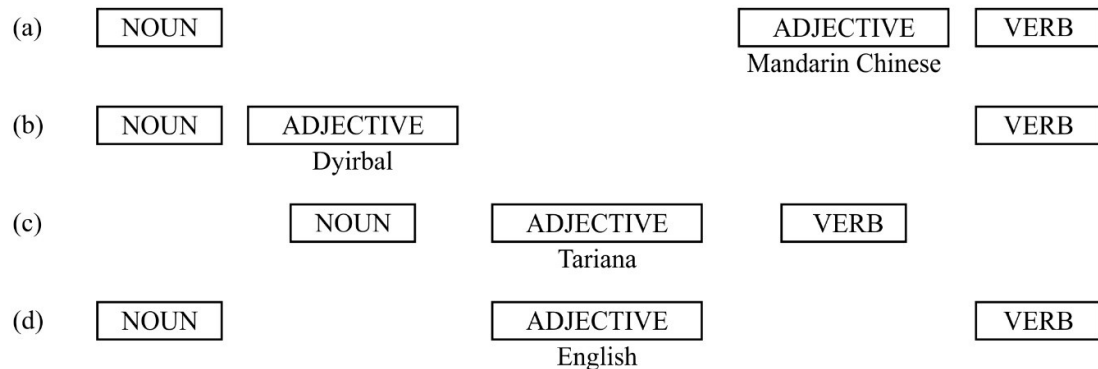 (a) NOUN ADJECTIVE VERB
Mandarin Chinese
(b) NOUN ADJECTIVE VERB
Dyirbal
(c) NOUN ADJECTIVE VERB
Tariana
(d) NOUN ADJECTIVE VERB
English